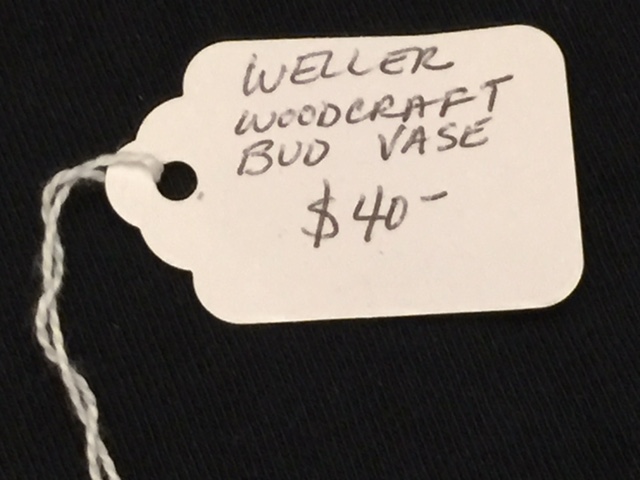 WELLER
WOODCRAFT
BUD VASE
$40-